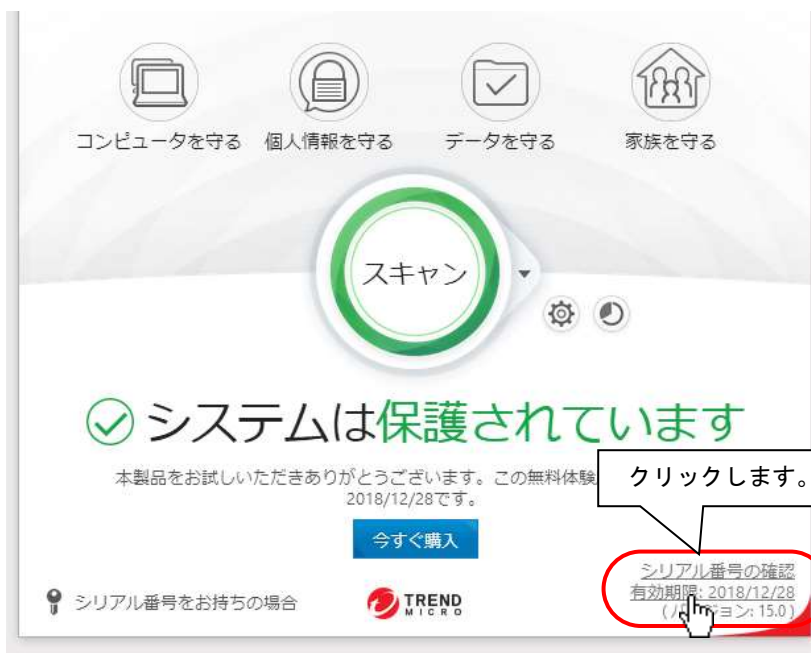 コンピュータを守る 個人情報を守る データを守る 家族を守る
スキャン
システムは保護されています
本製品をお試しいただきありがとうございます。この無料体験
2018/12/28です。
クリックします。
今すぐ購入
シリアル番号の確認
有効期限: 2018/12/28
ジョン: 15.0)
シリアル番号をお持ちの場合
TREND
MICRO